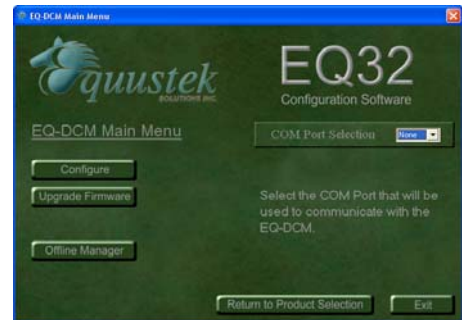 EQ-DCM Main Menu
Equustek
SOLUTIONS INC.
EQ32
Configuration Software
EQ-DCM Main Menu
COM Port Selection
None
Configure
Upgrade Firmware
Select the COM Port that will be
used to communicate with the
EQ-DCM.
Offline Manager
Return to Product Selection
Exit